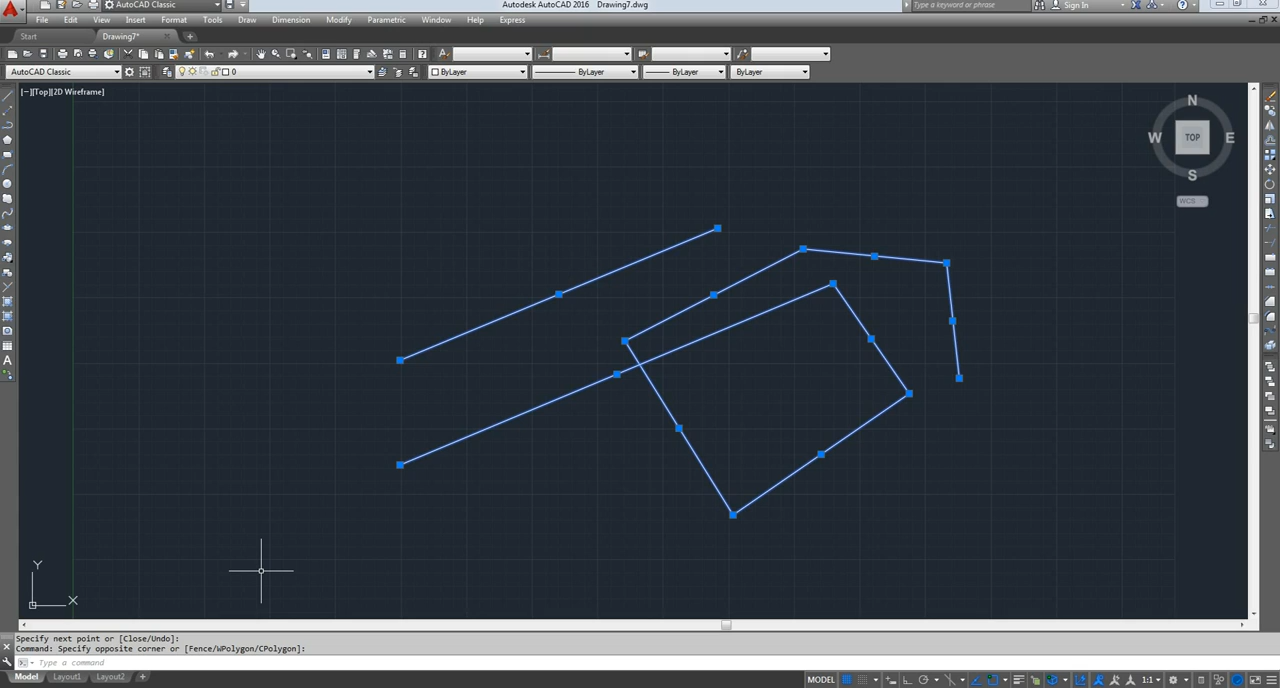 AutoCAD Classic Autodesk AutoCAD 2016 Drawing7.dwg Type a keyword or phrase Sign In
File Edit View Insert Format Tools Draw Dimension Modify Parametric Window Help Express
Start Drawing7*
AutoCAD Classic 0 ByLayer ByLayer ByLayer ByLayer
[−][Top][2D Wireframe]
N
W TOP E
S
WCS
Y
X
Specify next point or [Close/Undo]:
Command: Specify opposite corner or [Fence/WPolygon/CPolygon]:
Type a command
Model Layout1 Layout2 + MODEL 1:1